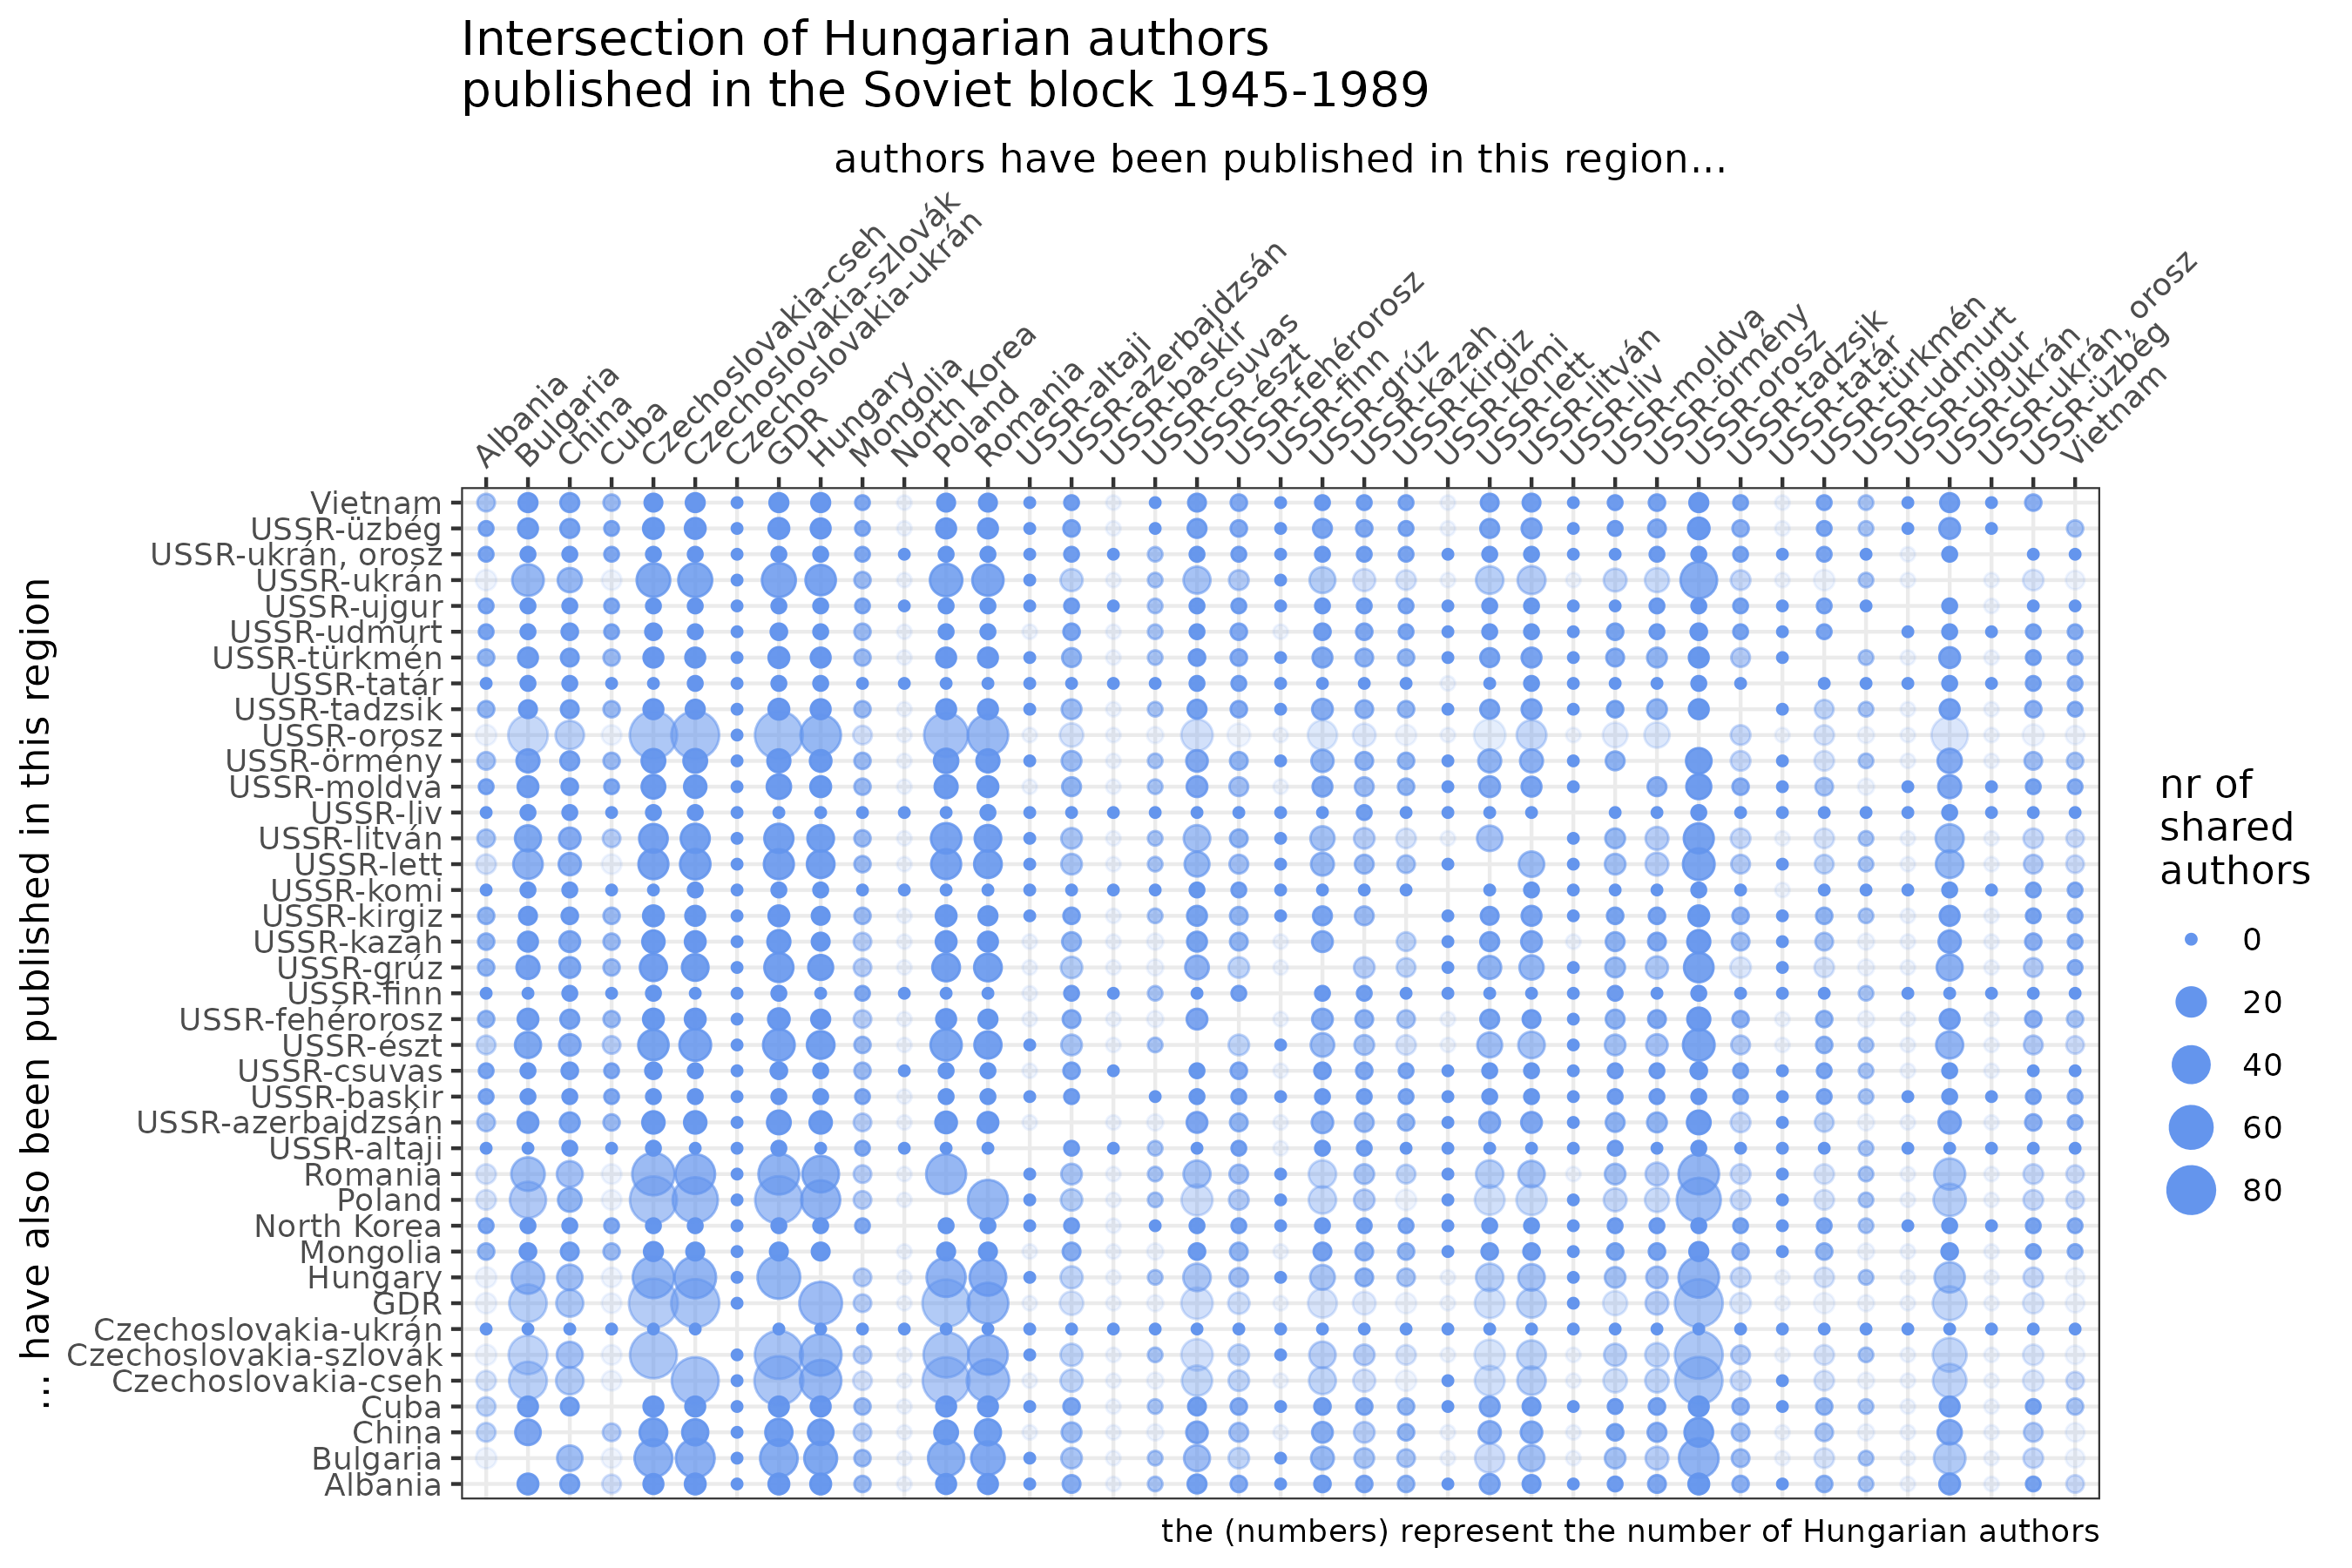 Intersection of Hungarian authors
published in the Soviet block 1945-1989
authors have been published in this region...
Albania
Bulgaria
China
Cuba
Czechoslovakia-cseh
Czechoslovakia-szlovák
Czechoslovakia-ukrán
GDR
Hungary
Mongolia
North Korea
Poland
Romania
USSR-altaji
USSR-azerbajdzsán
USSR-baskir
USSR-csuvas
USSR-észt
USSR-fehérorosz
USSR-finn
USSR-grúz
USSR-kazah
USSR-kirgiz
USSR-komi
USSR-lett
USSR-litván
USSR-liv
USSR-moldva
USSR-örmény
USSR-orosz
USSR-tadzsik
USSR-tatár
USSR-türkmén
USSR-udmurt
USSR-ujgur
USSR-ukrán
USSR-ukrán, orosz
USSR-üzbég
Vietnam
... have also been published in this region
Vietnam
USSR-üzbég
USSR-ukrán, orosz
USSR-ukrán
USSR-ujgur
USSR-udmurt
USSR-türkmén
USSR-tatár
USSR-tadzsik
USSR-orosz
USSR-örmény
USSR-moldva
USSR-liv
USSR-litván
USSR-lett
USSR-komi
USSR-kirgiz
USSR-kazah
USSR-grúz
USSR-finn
USSR-fehérorosz
USSR-észt
USSR-csuvas
USSR-baskir
USSR-azerbajdzsán
USSR-altaji
Romania
Poland
North Korea
Mongolia
Hungary
GDR
Czechoslovakia-ukrán
Czechoslovakia-szlovák
Czechoslovakia-cseh
Cuba
China
Bulgaria
Albania
nr of
shared
authors
0
20
40
60
80
the (numbers) represent the number of Hungarian authors